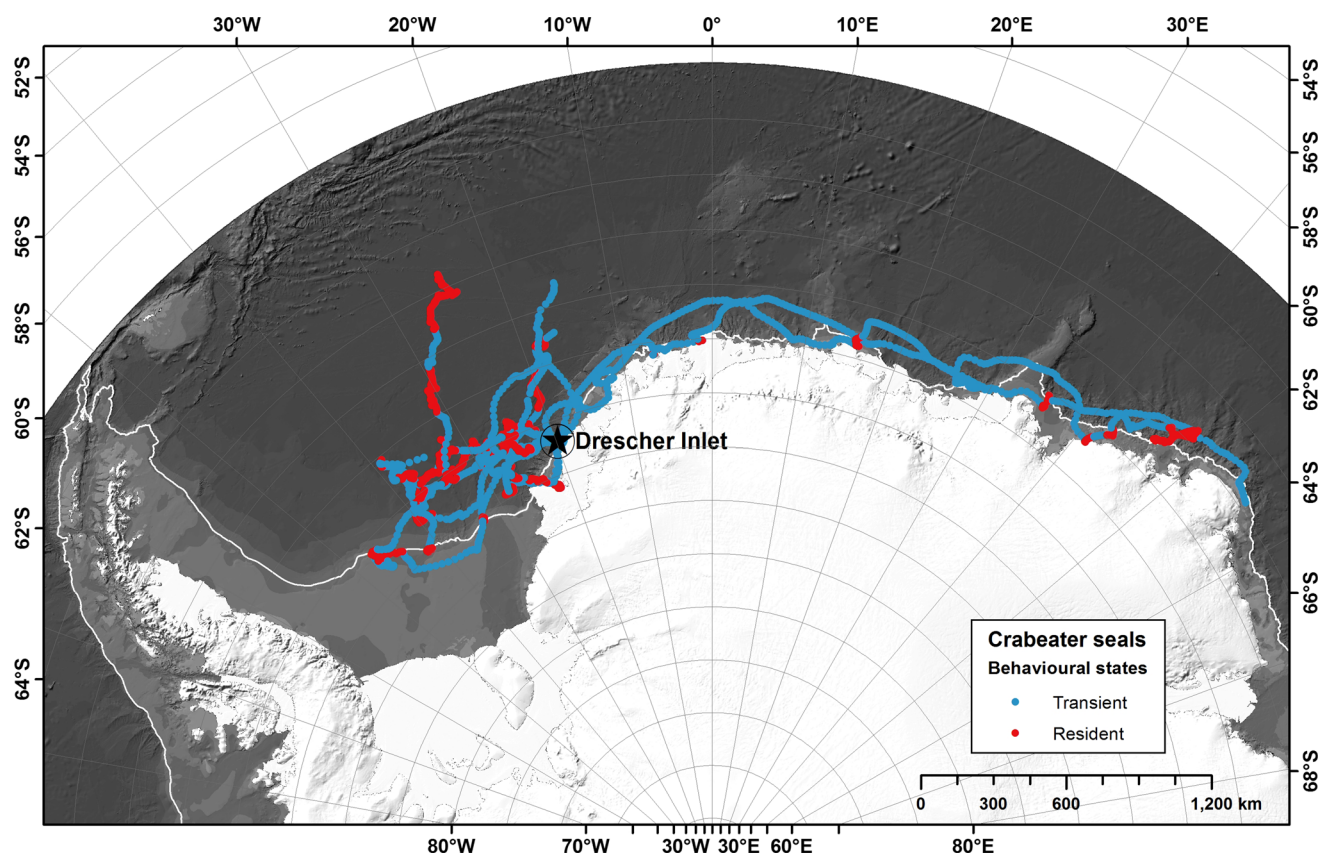 30°W 20°W 10°W 0° 10°E 20°E 30°E
52°S
54°S
56°S
58°S
60°S
62°S
64°S
54°S
56°S
58°S
60°S
62°S
64°S
66°S
68°S
Drescher Inlet
Crabeater seals
Behavioural states
Transient
Resident
0 300 600 1,200 km
80°W 70°W 30°W 30°E 60°E 80°E